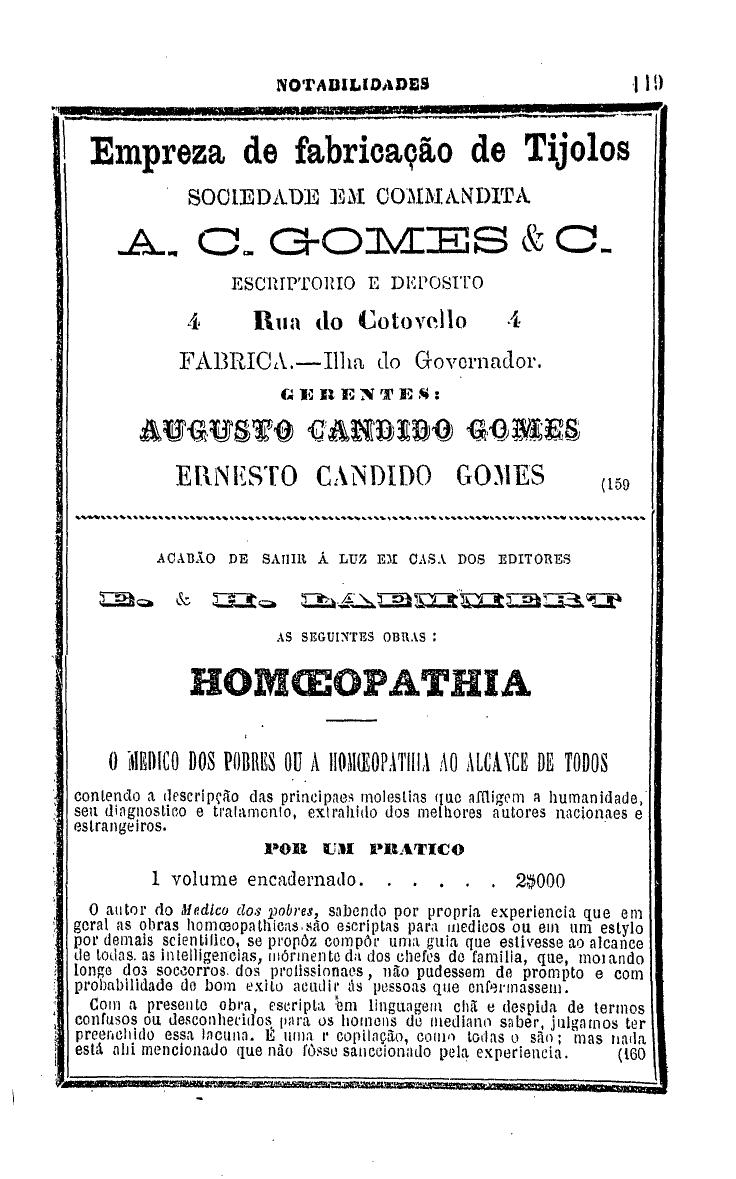 NOTABILIDADES 119
Empreza de fabricação de Tijolos
SOCIEDADE EM COMMANDITA
A. C. GOMES & C.
ESCRIPTORIO E DEPOSITO
4 Rua do Cotovello 4
FABRICA.—Ilha do Governador.
GERENTES:
AUGUSTO CANDIDO GOMES
ERNESTO CANDIDO GOMES (159
ACABÃO DE SAHIR Á LUZ EM CASA DOS EDITORES
E. & H. LAEMMERT
AS SEGUINTES OBRAS:
HOMŒOPATHIA
O MEDICO DOS POBRES OU A HOMŒOPATHIA AO ALCANCE DE TODOS
contendo a descripção das principaes molestias que affligem a humanidade,
seu diagnostico e tratamento, extrahido dos melhores autores nacionaes e
estrangeiros.
POR UM PRATICO
1 volume encadernado. . . . . . . 2$000
O autor do Medico dos pobres, sabendo por propria experiencia que em
geral as obras homœopathicas são escriptas para medicos ou em um estylo
por demais scientifico, se propôz compôr uma guia que estivesse ao alcance
de todas. as intelligencias, mórmente da dos chefes de familia, que, morando
longe dos soccorros. dos profissionaes, não pudessem de prompto e com
probabilidade de bom exito acudir ás pessoas que enfermassem.
Com a presente obra, escripta em linguagem chã e despida de termos
confusos ou desconhecidos para os homens de mediano saber, julgamos ter
preenchido essa lacuna. É uma r copilação, como todas o são; mas nada
está ahi mencionado que não fôsse sanccionado pela experiencia. (160